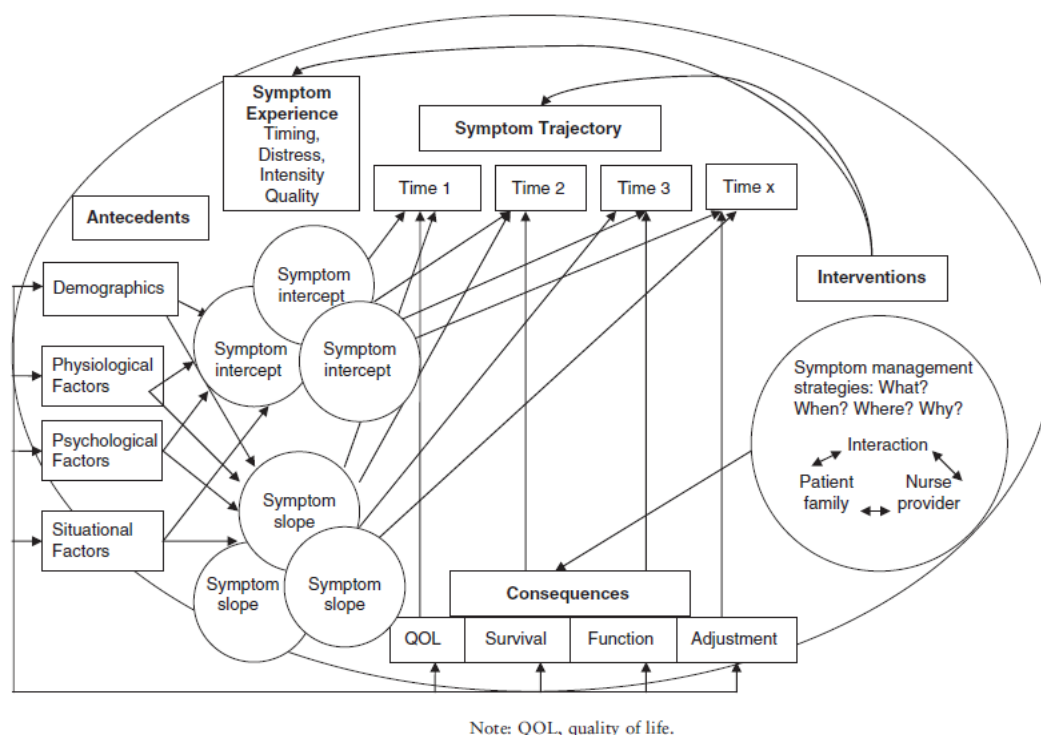 Symptom
Experience
Timing,
Distress,
Intensity
Quality
Symptom Trajectory
Time 1
Time 2
Time 3
Time x
Antecedents
Demographics
Physiological
Factors
Psychological
Factors
Situational
Factors
Symptom
intercept
Symptom
intercept
Symptom
intercept
Symptom
slope
Symptom
slope
Symptom
slope
Interventions
Symptom management
strategies: What?
When? Where? Why?
Interaction
Patient
family
Nurse
provider
Consequences
QOL
Survival
Function
Adjustment
Note: QOL, quality of life.